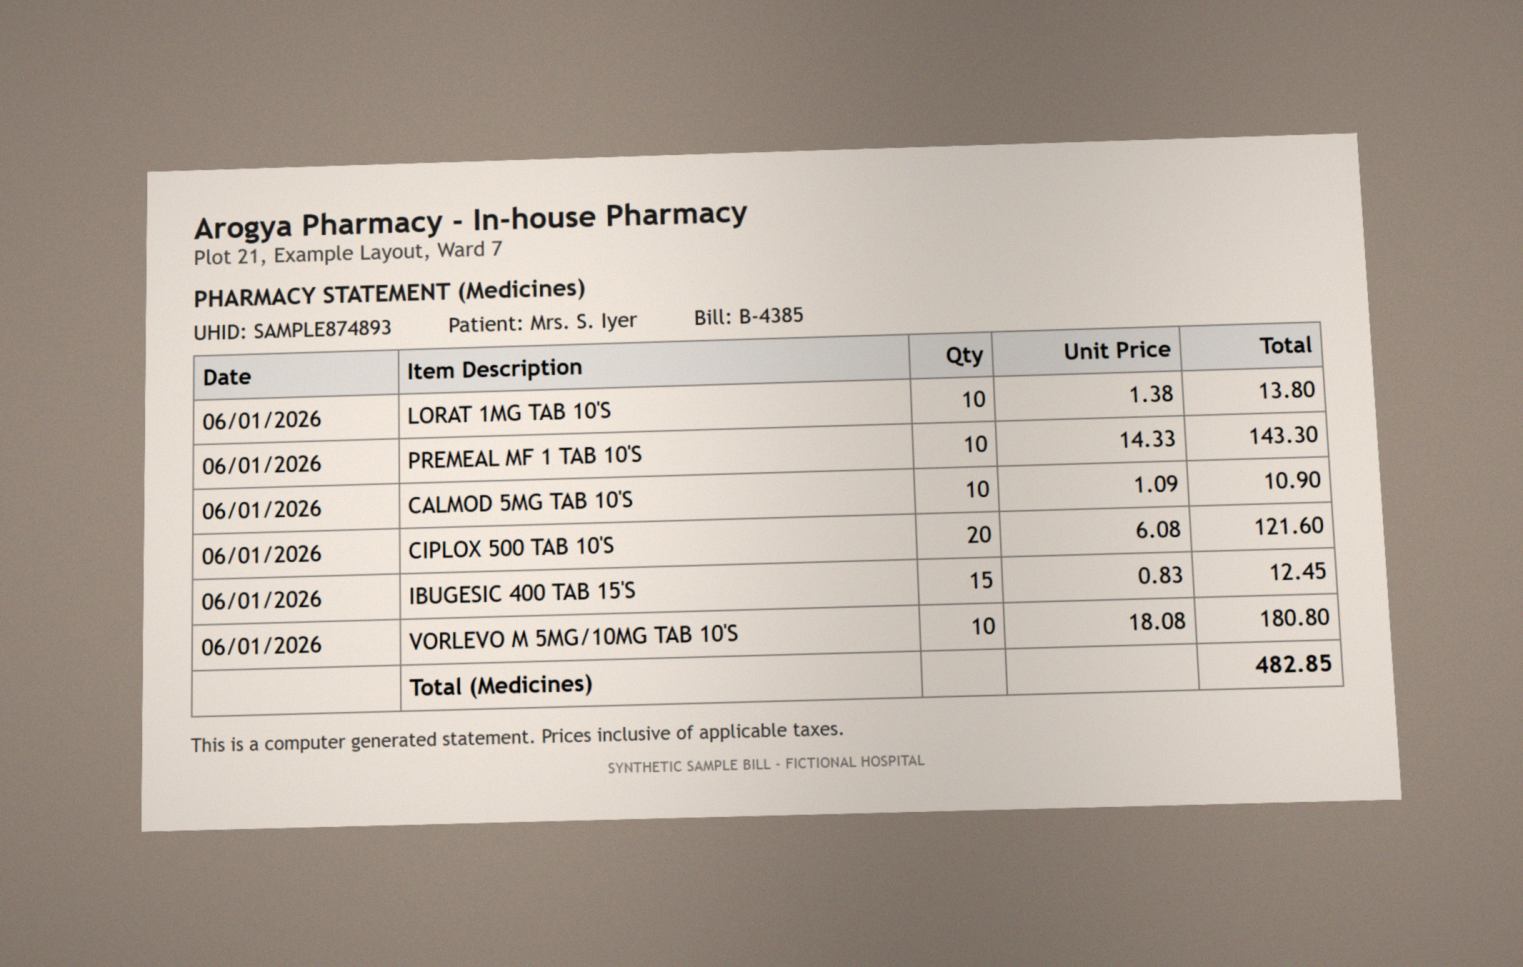 Arogya Pharmacy - In-house Pharmacy
Plot 21, Example Layout, Ward 7
PHARMACY STATEMENT (Medicines)
UHID: SAMPLE874893 Patient: Mrs. S. Iyer Bill: B-4385
Date Item Description Qty Unit Price Total
06/01/2026 LORAT 1MG TAB 10'S 10 1.38 13.80
06/01/2026 PREMEAL MF 1 TAB 10'S 10 14.33 143.30
06/01/2026 CALMOD 5MG TAB 10'S 10 1.09 10.90
06/01/2026 CIPLOX 500 TAB 10'S 20 6.08 121.60
06/01/2026 IBUGESIC 400 TAB 15'S 15 0.83 12.45
06/01/2026 VORLEVO M 5MG/10MG TAB 10'S 10 18.08 180.80
Total (Medicines) 482.85
This is a computer generated statement. Prices inclusive of applicable taxes.
SYNTHETIC SAMPLE BILL - FICTIONAL HOSPITAL